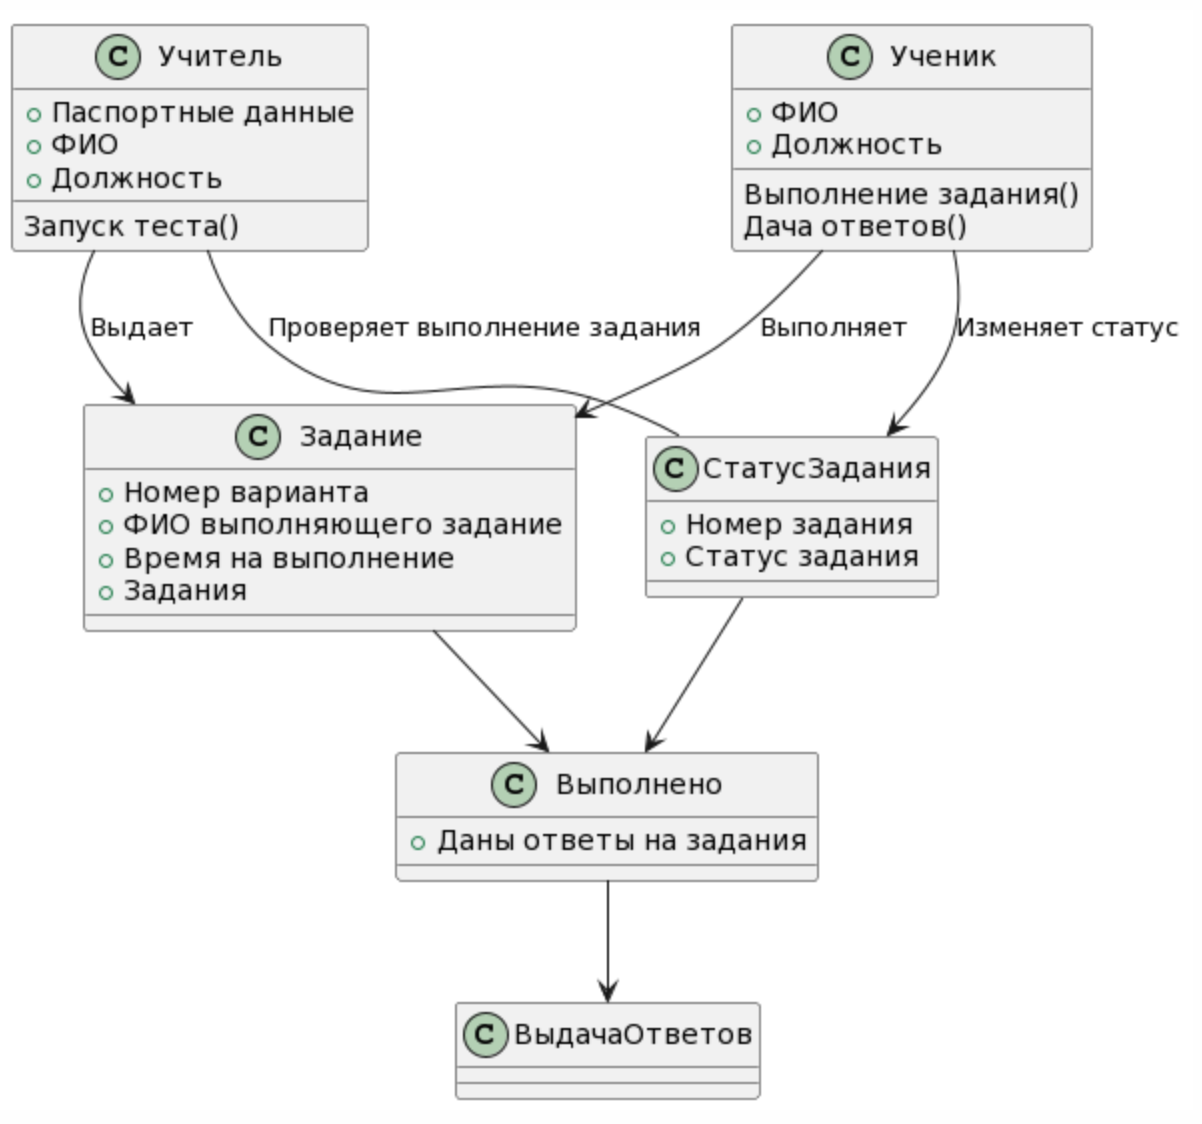 C Учитель
Паспортные данные
ФИО
Должность
Запуск теста()
C Ученик
ФИО
Должность
Выполнение задания()
Дача ответов()
Выдает
Проверяет выполнение задания
Выполняет
Изменяет статус
C Задание
Номер варианта
ФИО выполняющего задание
Время на выполнение
Задания
C СтатусЗадания
Номер задания
Статус задания
C Выполнено
Даны ответы на задания
C ВыдачаОтветов